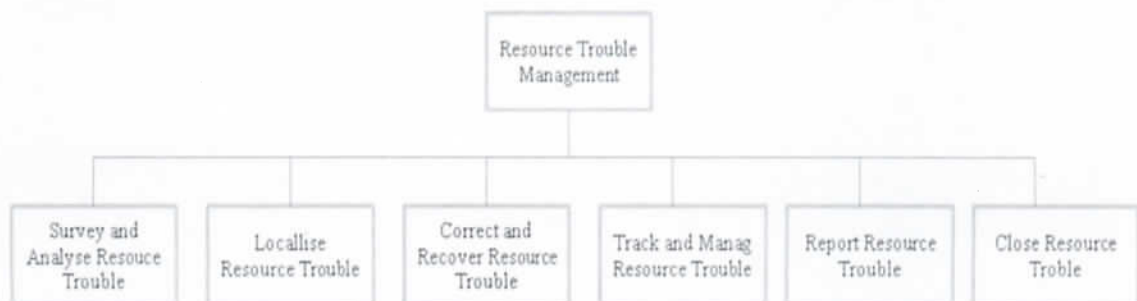 Resource Trouble
Management
Survey and
Analyse Resouce
Trouble
Locallise
Resource Trouble
Correct and
Recover Resource
Trouble
Track and Manag
Resource Trouble
Report Resource
Trouble
Close Resource
Troble